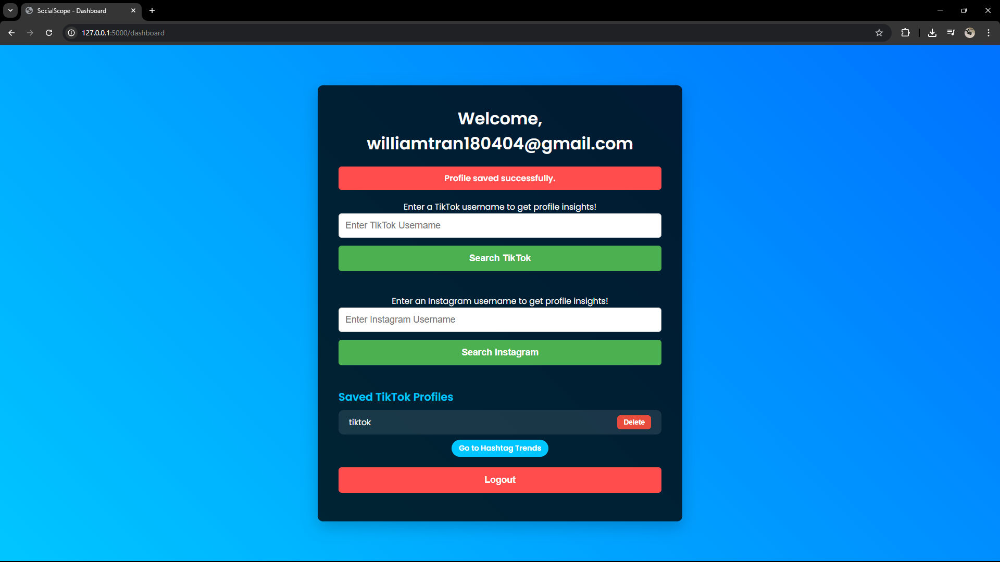 SocialScope - Dashboard
127.0.0.1:5000/dashboard
Welcome,
williamtran180404@gmail.com
Profile saved successfully.
Enter a TikTok username to get profile insights!
Enter TikTok Username
Search TikTok
Enter an Instagram username to get profile insights!
Enter Instagram Username
Search Instagram
Saved TikTok Profiles
tiktok
Delete
Go to Hashtag Trends
Logout